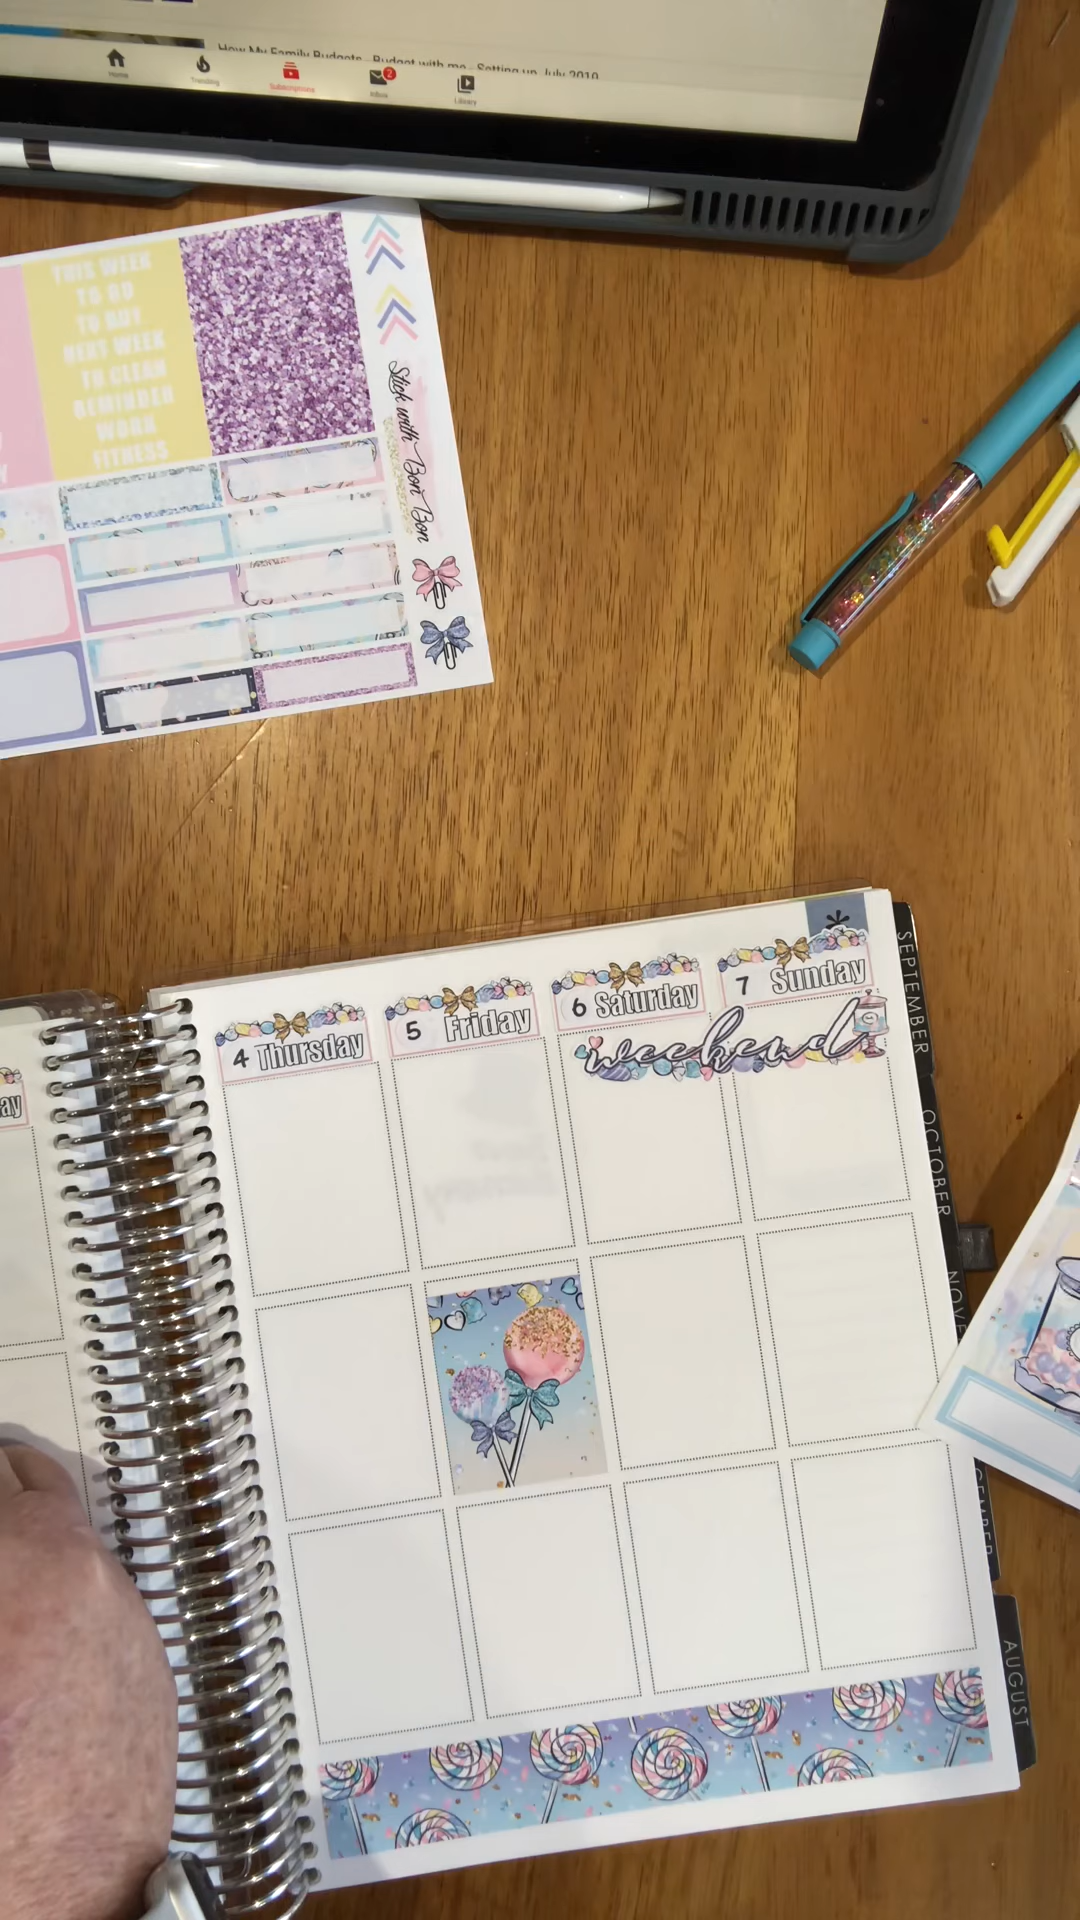 How My Family Budgets - Budget with me - Setting up July 2019
Home
Trending
Subscriptions
2
Inbox
Library
THIS WEEK
TO DO
TO BUY
NEXT WEEK
TO CLEAN
REMINDER
WORK
FITNESS
Stick with Bon Bon
4 Thursday
5 Friday
6 Saturday
7 Sunday
weekend
*
SEPTEMBER
OCTOBER
AUGUST